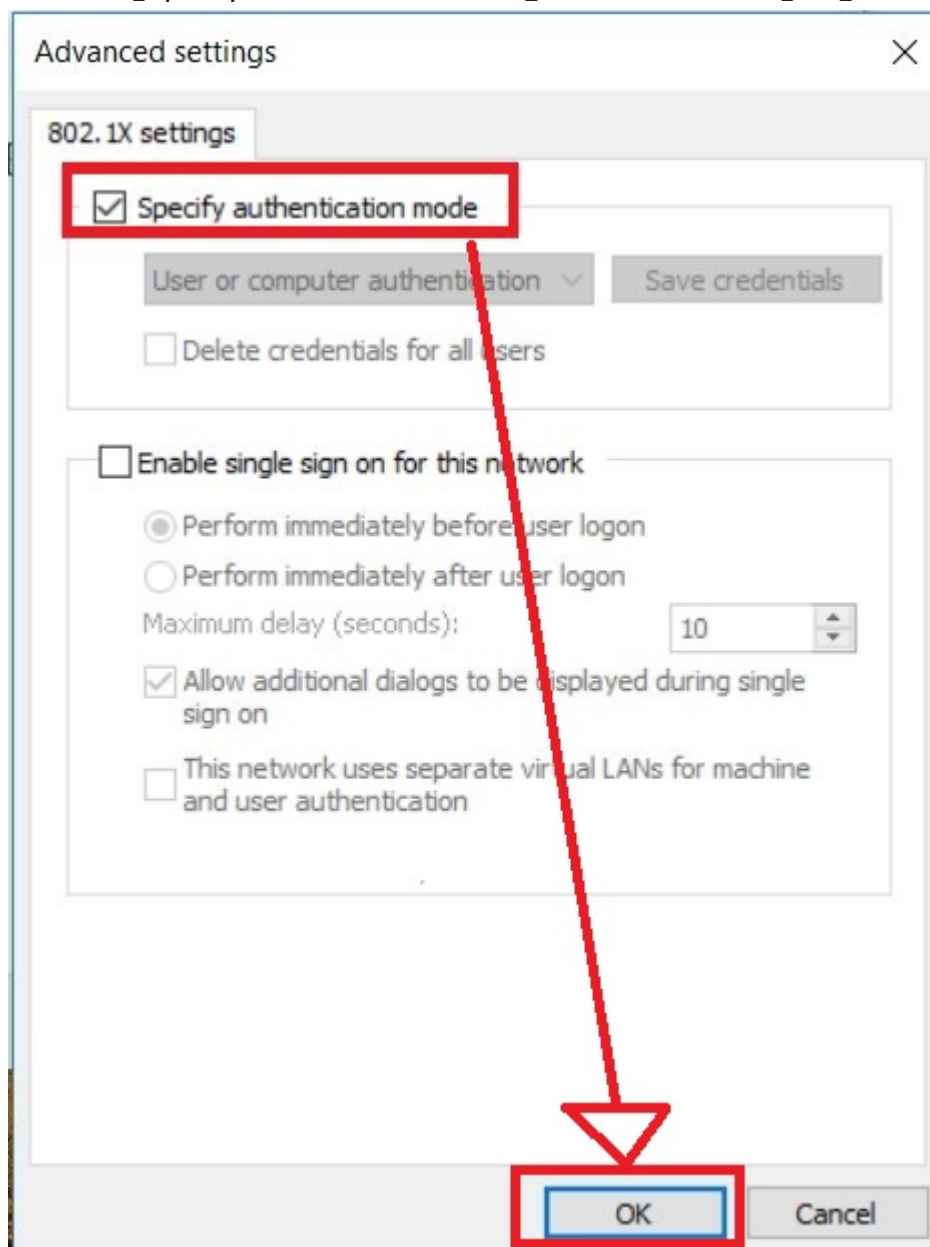 Advanced settings
802.1X settings
Specify authentication mode
User or computer authentication
Save credentials
Delete credentials for all users
Enable single sign on for this network
Perform immediately before user logon
Perform immediately after user logon
Maximum delay (seconds):
10
Allow additional dialogs to be displayed during single
sign on
This network uses separate virtual LANs for machine
and user authentication
OK
Cancel